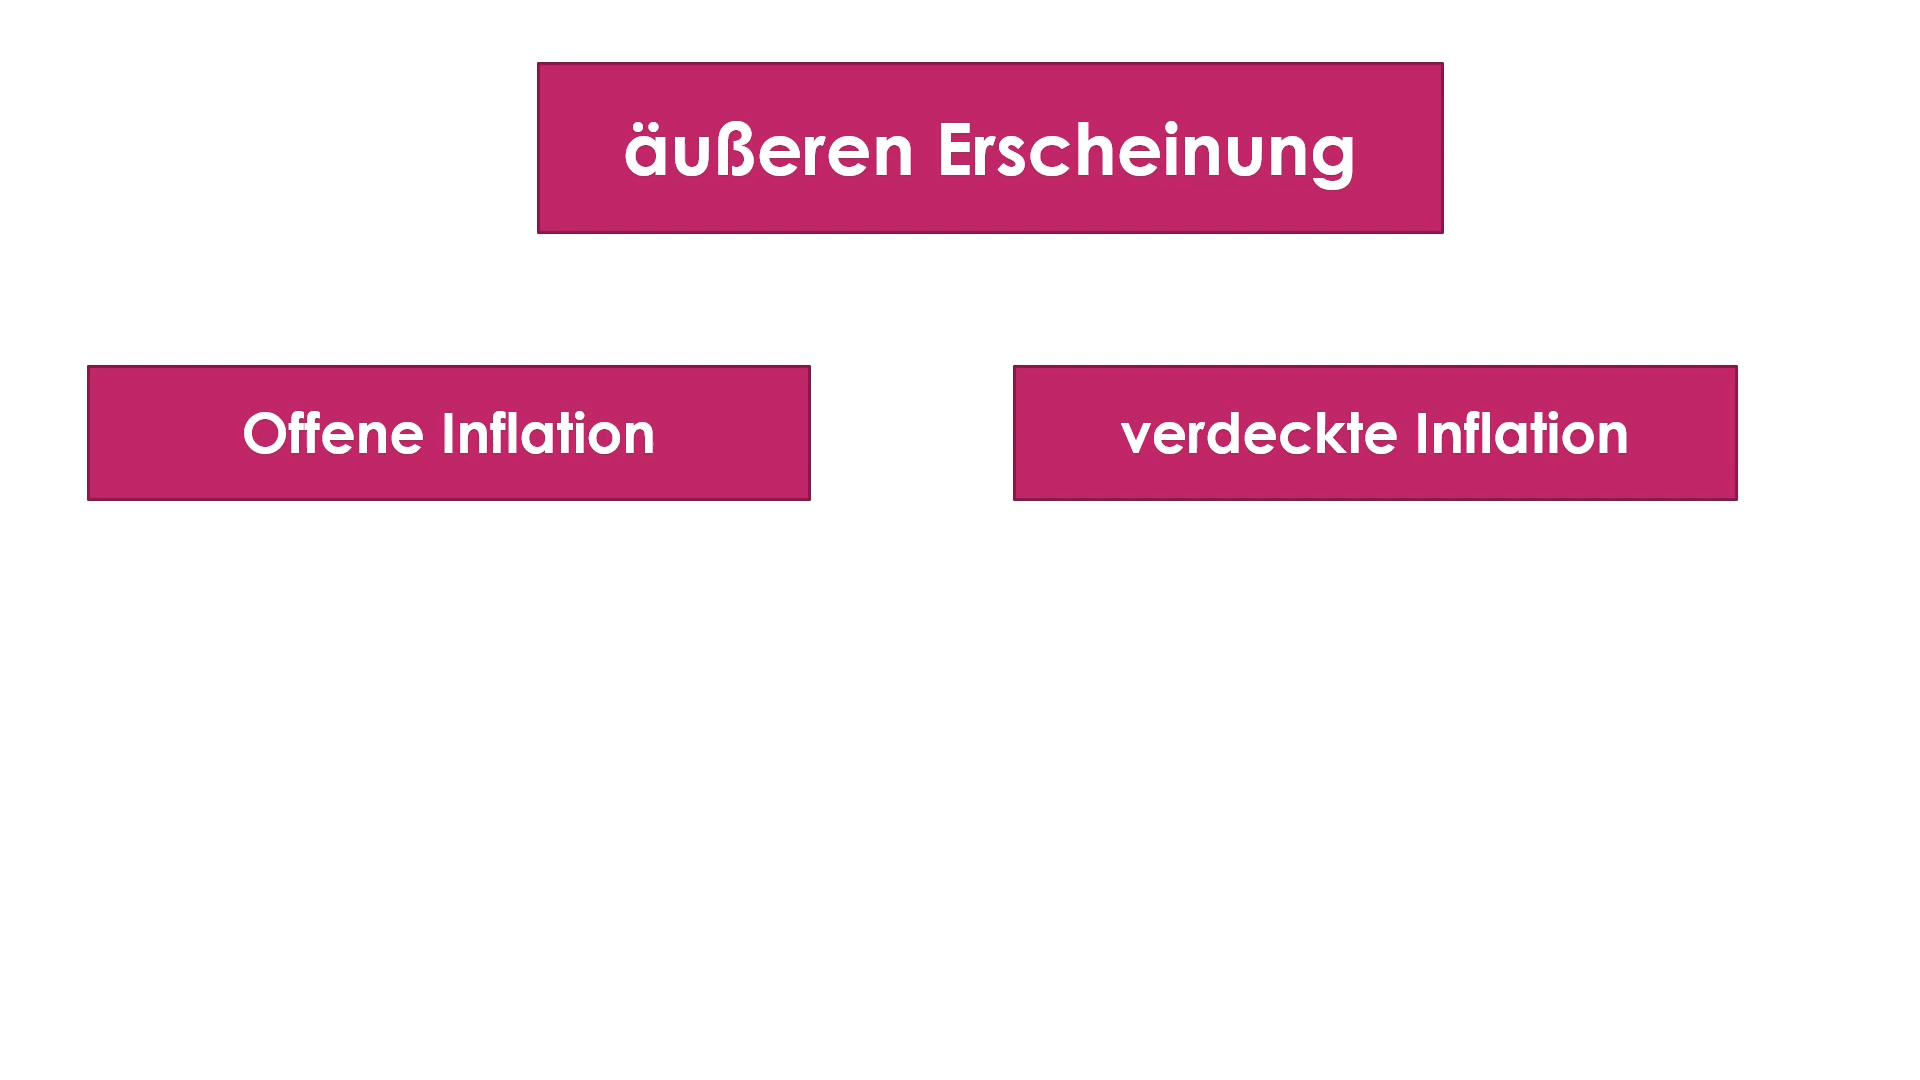 äußeren Erscheinung
Offene Inflation
verdeckte Inflation